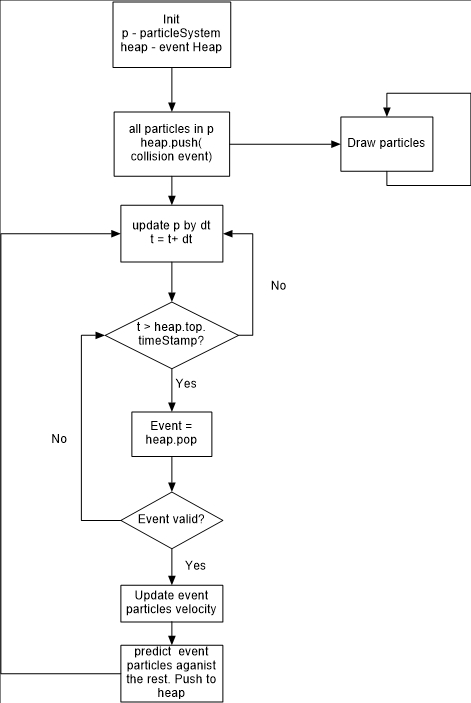 Init
p - particleSystem
heap - event Heap
all particles in p
heap.push(
collision event)
Draw particles
update p by dt
t = t+ dt
No
t > heap.top.
timeStamp?
Yes
Event =
heap.pop
No
Event valid?
Yes
Update event
particles velocity
predict event
particles aganist
the rest. Push to
heap